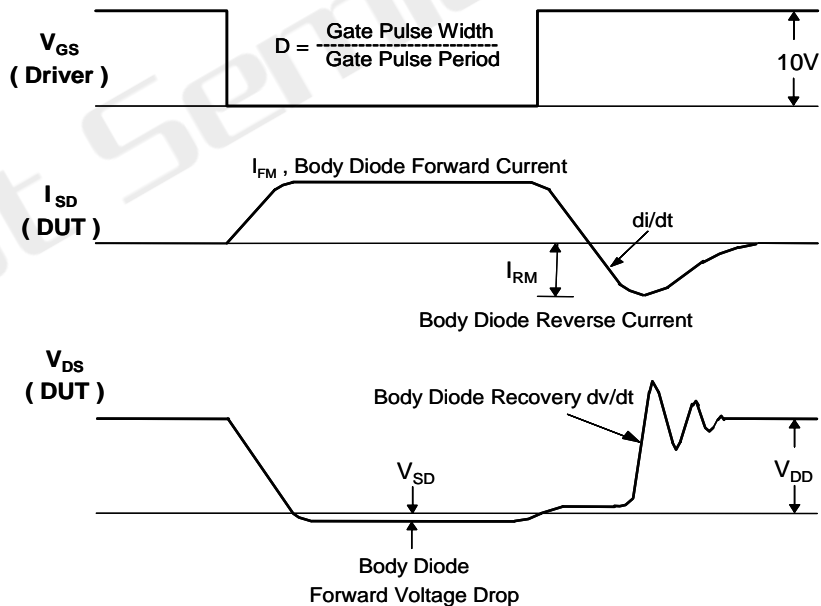 V_GS
( Driver )
D = Gate Pulse Width
Gate Pulse Period
10V
I_FM , Body Diode Forward Current
I_SD
( DUT )
di/dt
I_RM
Body Diode Reverse Current
V_DS
( DUT )
Body Diode Recovery dv/dt
V_SD
V_DD
Body Diode
Forward Voltage Drop